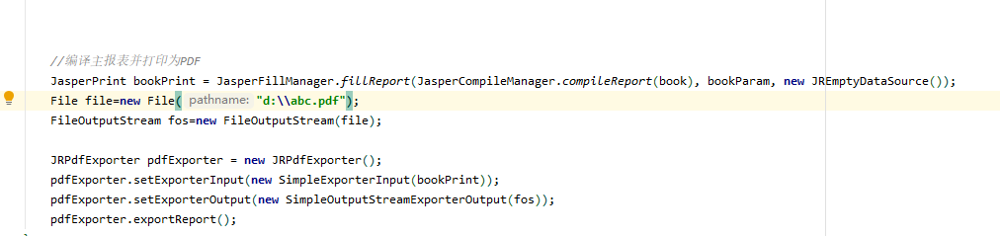 //编译主报表并打印为PDF
JasperPrint bookPrint = JasperFillManager.fillReport(JasperCompileManager.compileReport(book), bookParam, new JREmptyDataSource());
File file=new File( pathname: "d:\\abc.pdf");
FileOutputStream fos=new FileOutputStream(file);
JRPdfExporter pdfExporter = new JRPdfExporter();
pdfExporter.setExporterInput(new SimpleExporterInput(bookPrint));
pdfExporter.setExporterOutput(new SimpleOutputStreamExporterOutput(fos));
pdfExporter.exportReport();